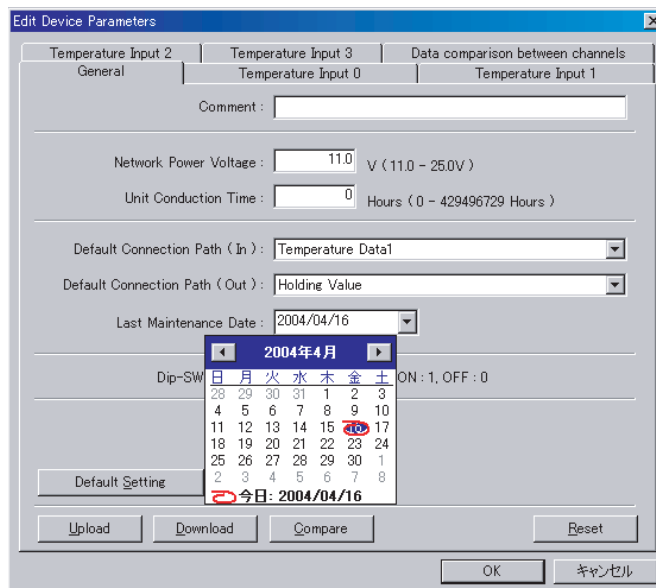 Edit Device Parameters
Temperature Input 2 Temperature Input 3 Data comparison between channels
General Temperature Input 0 Temperature Input 1
Comment :
Network Power Voltage : 11.0 V ( 11.0 - 25.0V )
Unit Conduction Time : 0 Hours ( 0 - 429496729 Hours )
Default Connection Path ( In ) : Temperature Data1
Default Connection Path ( Out ) : Holding Value
Last Maintenance Date : 2004/04/16
2004年4月
Dip-SW ON : 1, OFF : 0
日 月 火 水 木 金 土
28 29 30 31 1 2 3
4 5 6 7 8 9 10
11 12 13 14 15 16 17
18 19 20 21 22 23 24
25 26 27 28 29 30 1
2 3 4 5 6 7 8
今日: 2004/04/16
Default Setting
Upload Download Compare Reset
OK キャンセル